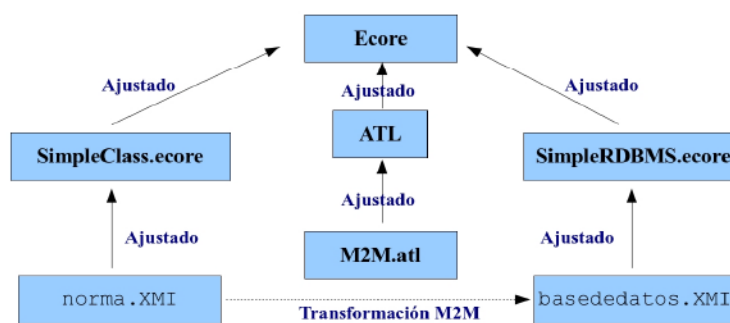 Ecore
Ajustado
Ajustado
Ajustado
ATL
SimpleClass.ecore
SimpleRDBMS.ecore
Ajustado
Ajustado
Ajustado
M2M.atl
norma.XMI
basededatos.XMI
Transformación M2M